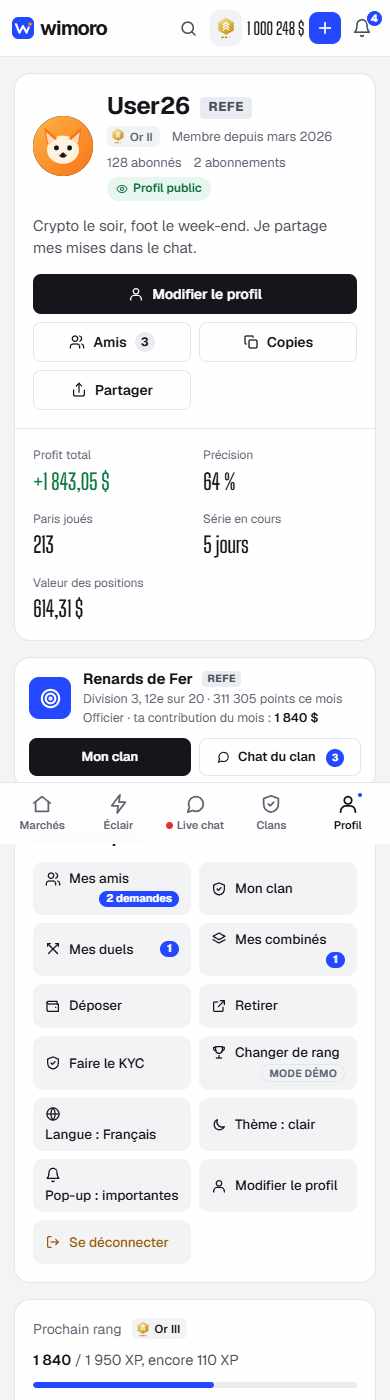 wimoro
1 000 248 $
4
User26 REFE
Or II Membre depuis mars 2026
128 abonnés 2 abonnements
Profil public
Crypto le soir, foot le week-end. Je partage
mes mises dans le chat.
Modifier le profil
Amis 3
Copies
Partager
Profit total
+1 843,05 $
Précision
64 %
Paris joués
213
Série en cours
5 jours
Valeur des positions
614,31 $
Renards de Fer REFE
Division 3, 12e sur 20 · 311 305 points ce mois
Officier · ta contribution du mois : 1 840 $
Mon clan
Chat du clan 3
Marchés
Éclair
Live chat
Clans
Profil
Mes amis
2 demandes
Mon clan
Mes duels 1
Mes combinés
1
Déposer
Retirer
Faire le KYC
Changer de rang
MODE DÉMO
Langue : Français
Thème : clair
Pop-up : importantes
Modifier le profil
Se déconnecter
Prochain rang Or III
1 840 / 1 950 XP, encore 110 XP